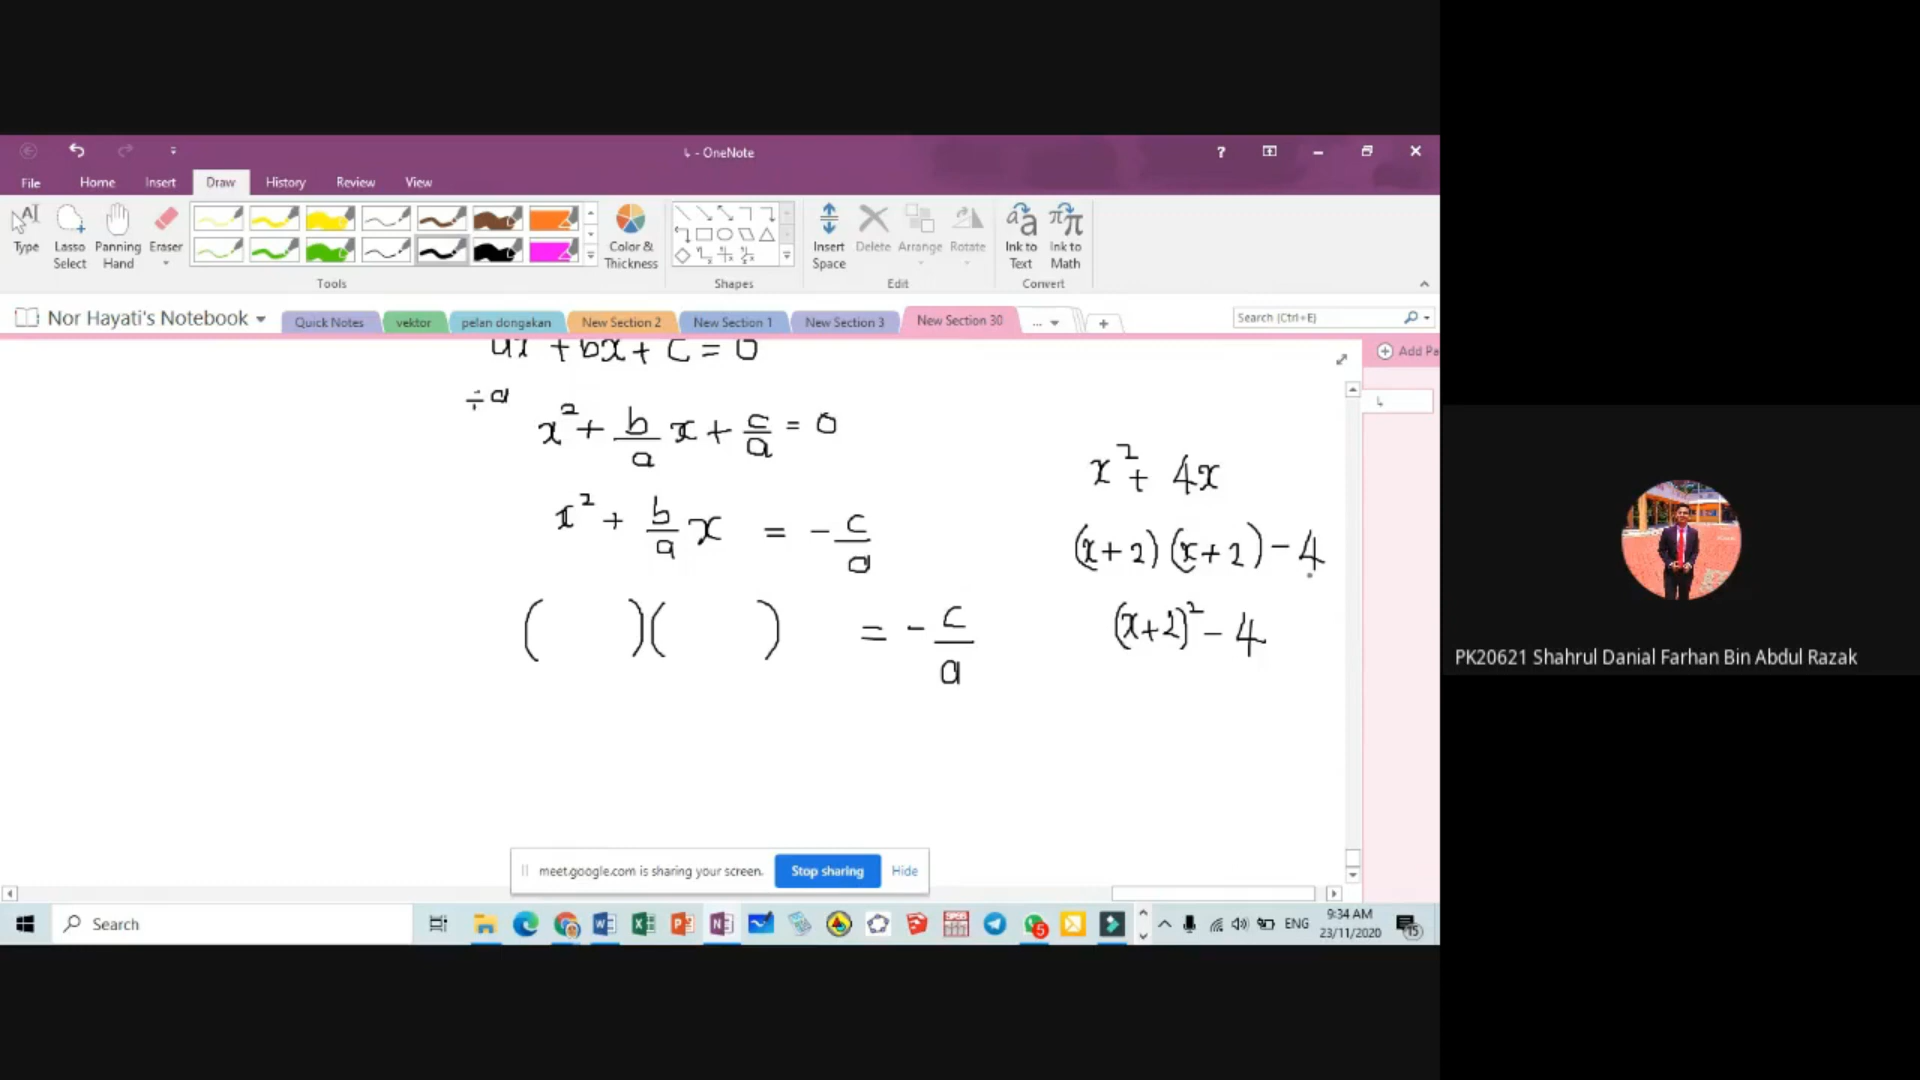 ৳ - OneNote
?
File
Home
Insert
Draw
History
Review
View
Type
Lasso Select
Panning Hand
Eraser
Color & Thickness
Insert Space
Delete
Arrange
Rotate
Ink to Text
Ink to Math
Tools
Shapes
Edit
Convert
Nor Hayati's Notebook
Quick Notes
vektor
pelan dongakan
New Section 2
New Section 1
New Section 3
New Section 30
...
Search (Ctrl+E)
Add Pa
+ bx + c = 0
÷a
x² + b/a x + c/a = 0
x² + b/a x = - c/a
( )( ) = - c/a
x² + 4x
(x+2)(x+2) - 4
(x+2)² - 4
PK20621 Shahrul Danial Farhan Bin Abdul Razak
meet.google.com is sharing your screen.
Stop sharing
Hide
Search
5
ENG
9:34 AM
23/11/2020
15